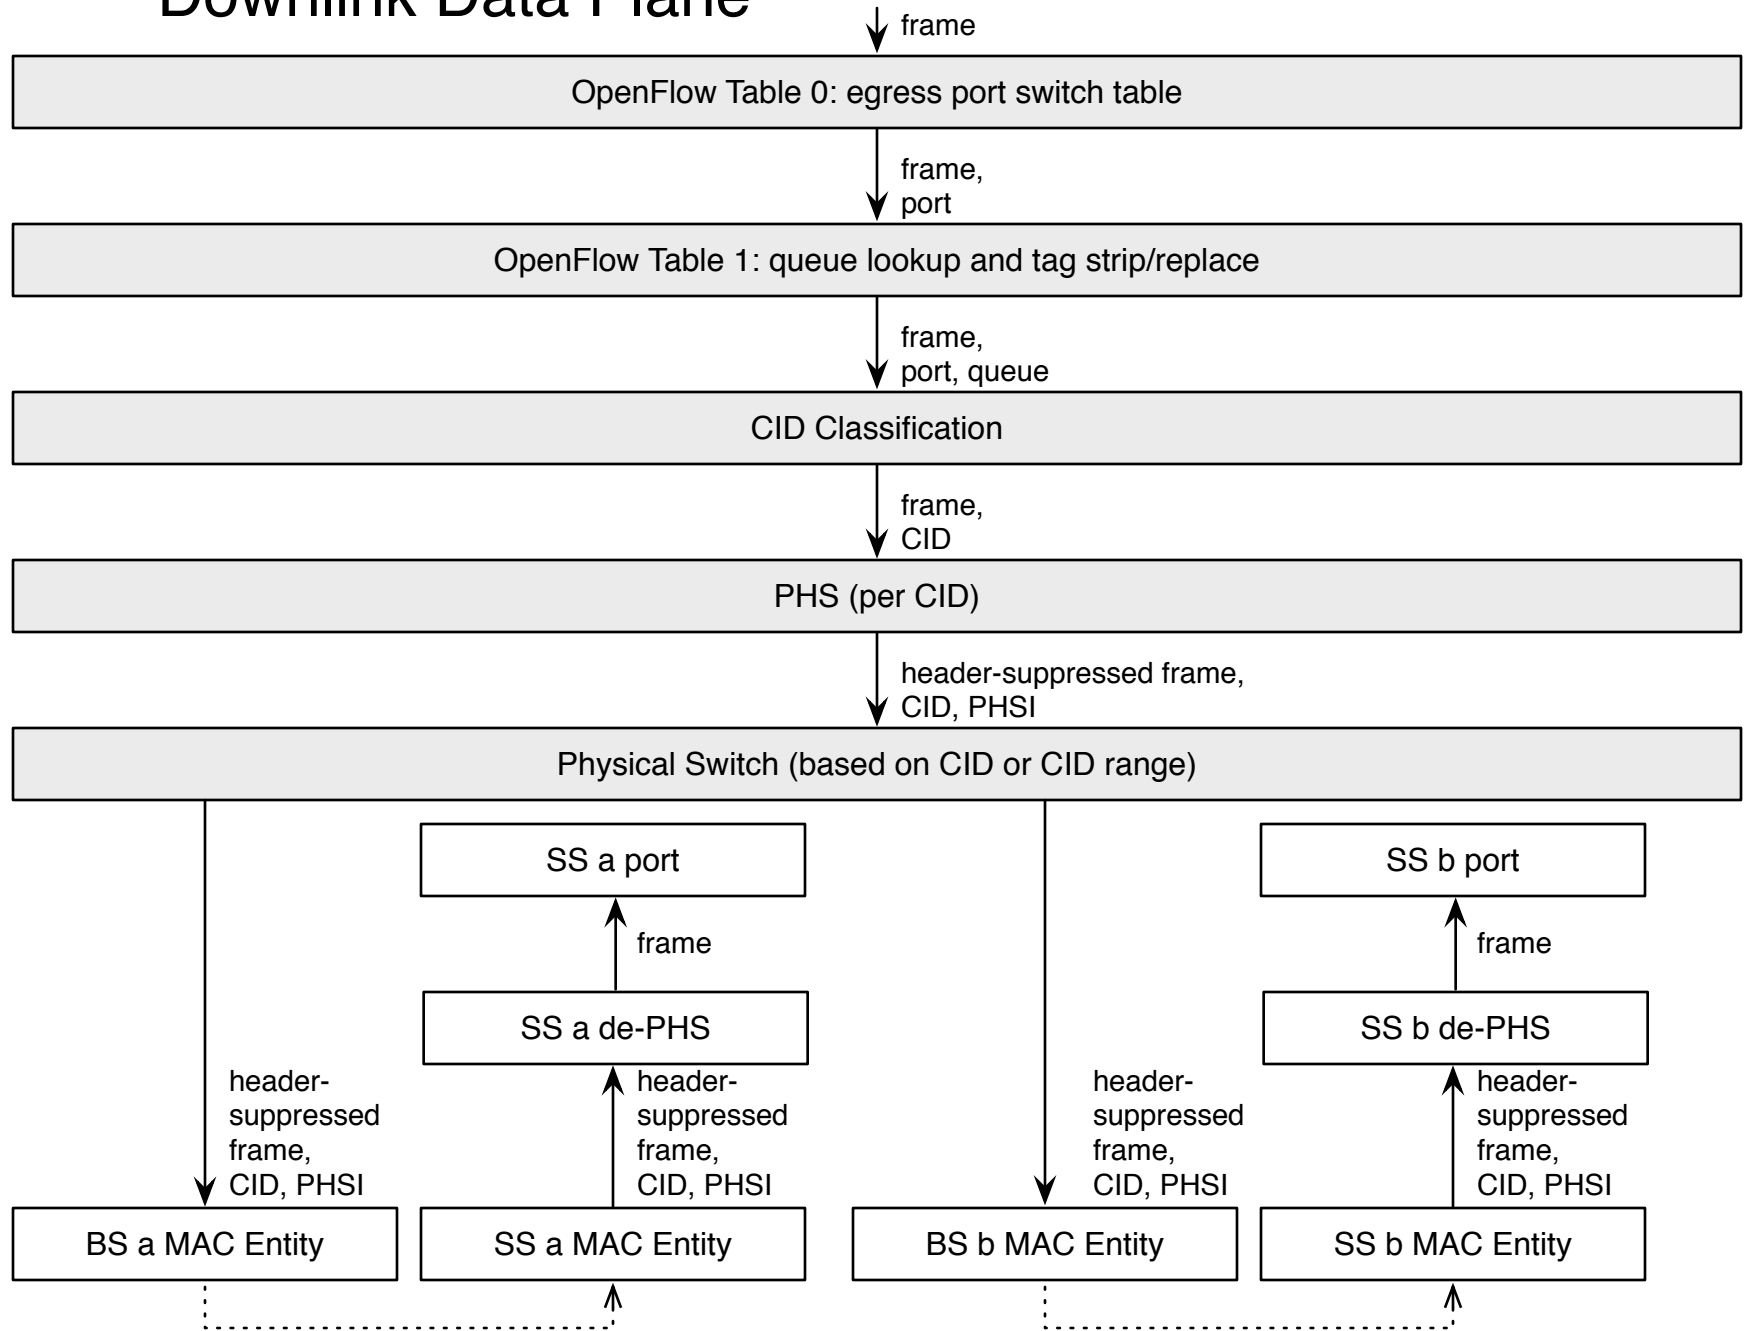 Downlink Data Plane
frame
OpenFlow Table 0: egress port switch table
frame,
port
OpenFlow Table 1: queue lookup and tag strip/replace
frame,
port, queue
CID Classification
frame,
CID
PHS (per CID)
header-suppressed frame,
CID, PHSI
Physical Switch (based on CID or CID range)
SS a port
SS b port
frame
frame
SS a de-PHS
SS b de-PHS
header-
suppressed
frame,
CID, PHSI
header-
suppressed
frame,
CID, PHSI
header-
suppressed
frame,
CID, PHSI
header-
suppressed
frame,
CID, PHSI
BS a MAC Entity
SS a MAC Entity
BS b MAC Entity
SS b MAC Entity